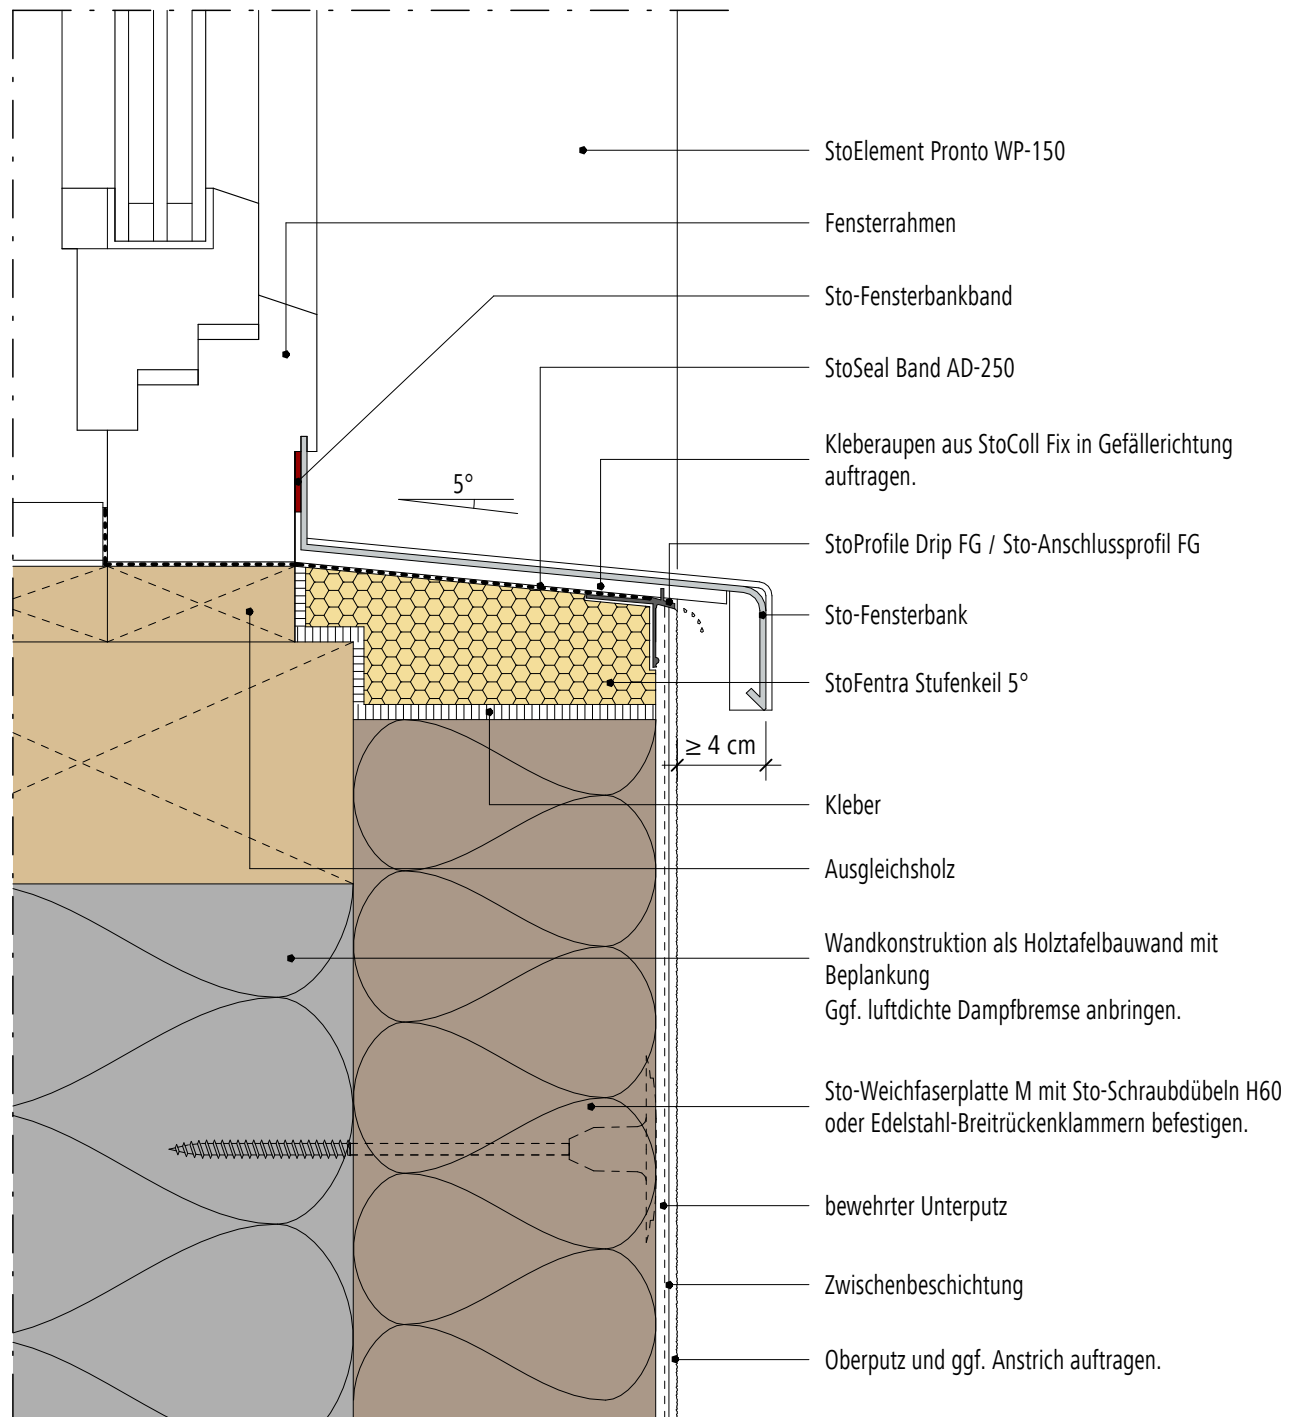 StoElement Pronto WP-150
Fensterrahmen
Sto-Fensterbankband
StoSeal Band AD-250
Kleberaupen aus StoColl Fix in Gefällerichtung
auftragen.
5°
StoProfile Drip FG / Sto-Anschlussprofil FG
Sto-Fensterbank
StoFentra Stufenkeil 5°
≥ 4 cm
Kleber
Ausgleichsholz
Wandkonstruktion als Holztafelbauwand mit
Beplankung
Ggf. luftdichte Dampfbremse anbringen.
Sto-Weichfaserplatte M mit Sto-Schraubdübeln H60
oder Edelstahl-Breitrückenklammern befestigen.
bewehrter Unterputz
Zwischenbeschichtung
Oberputz und ggf. Anstrich auftragen.